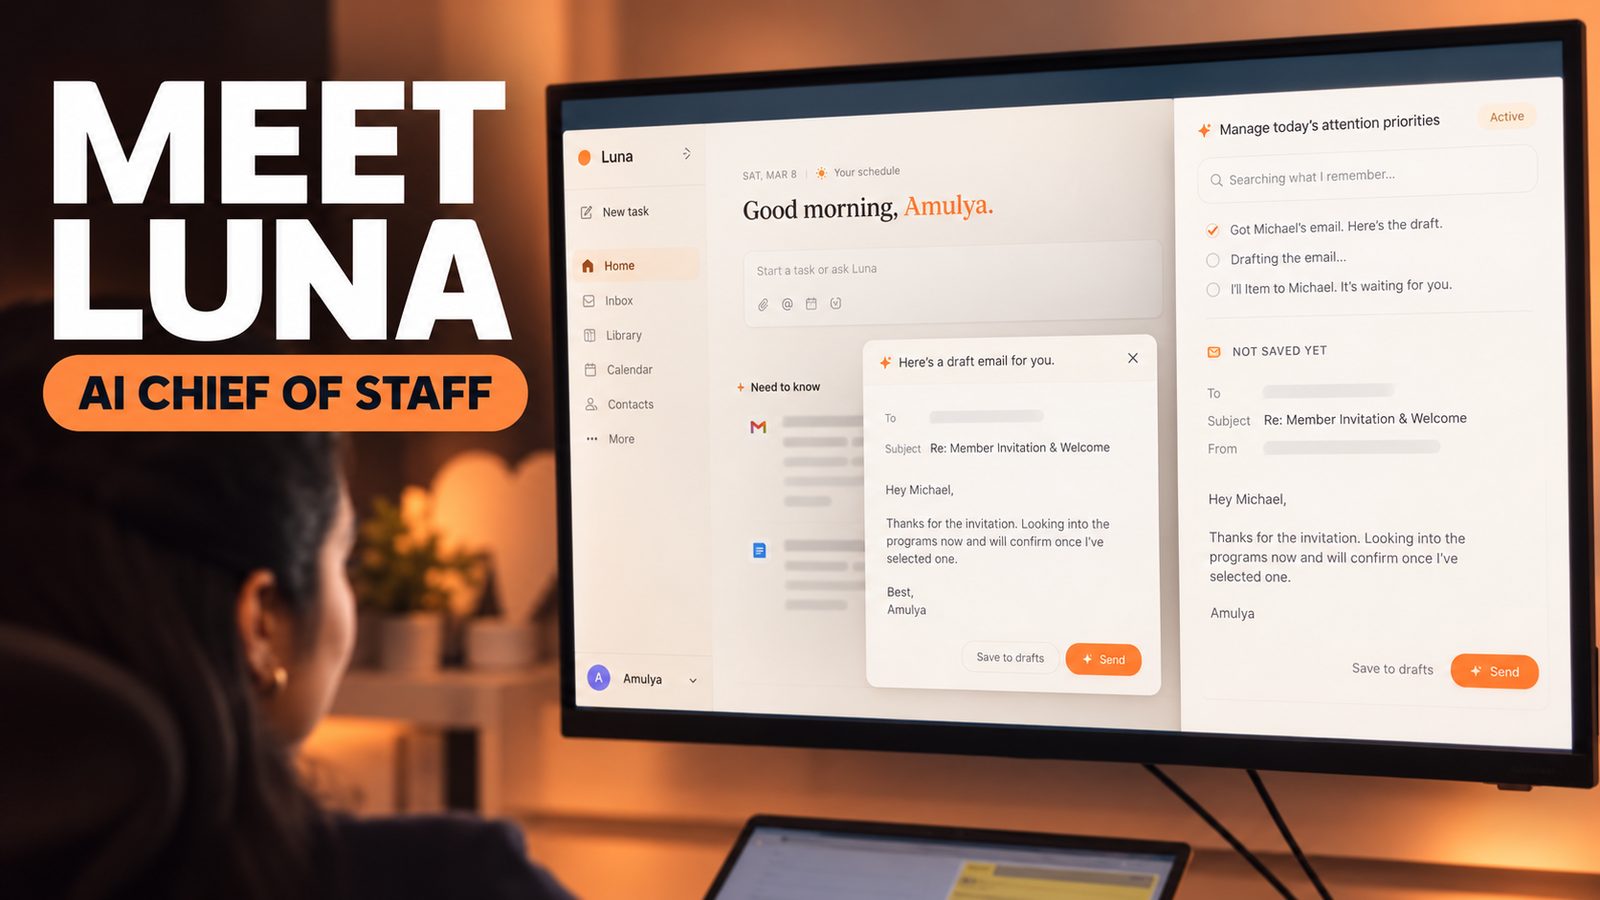 MEET
LUNA
AI CHIEF OF STAFF
Luna
New task
Home
Inbox
Library
Calendar
Contacts
More
A
Amulya
SAT, MAR 8 | Your schedule
Good morning, Amulya.
Start a task or ask Luna
Need to know
Here's a draft email for you.
To
Subject Re: Member Invitation & Welcome
Hey Michael,
Thanks for the invitation. Looking into the
programs now and will confirm once I've
selected one.
Best,
Amulya
Save to drafts
Send
Manage today's attention priorities
Active
Searching what I remember...
Got Michael's email. Here's the draft.
Drafting the email...
I'll Item to Michael. It's waiting for you.
NOT SAVED YET
To
Subject Re: Member Invitation & Welcome
From
Hey Michael,
Thanks for the invitation. Looking into the
programs now and will confirm once I've
selected one.
Amulya
Save to drafts
Send